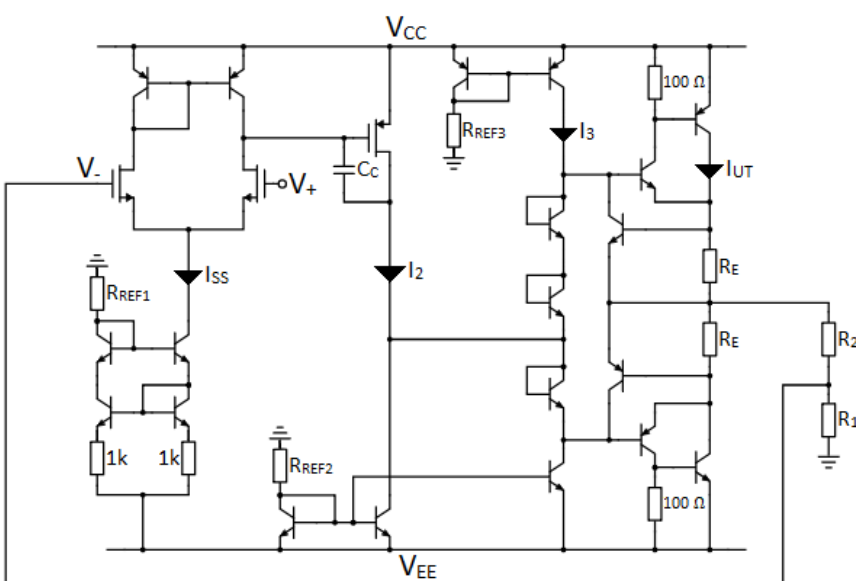 VCC
100 Ω
RREF3
I3
V-
CC
V+
IUT
ISS
I2
RE
RREF1
RE
R2
R1
1k
1k
RREF2
100 Ω
VEE